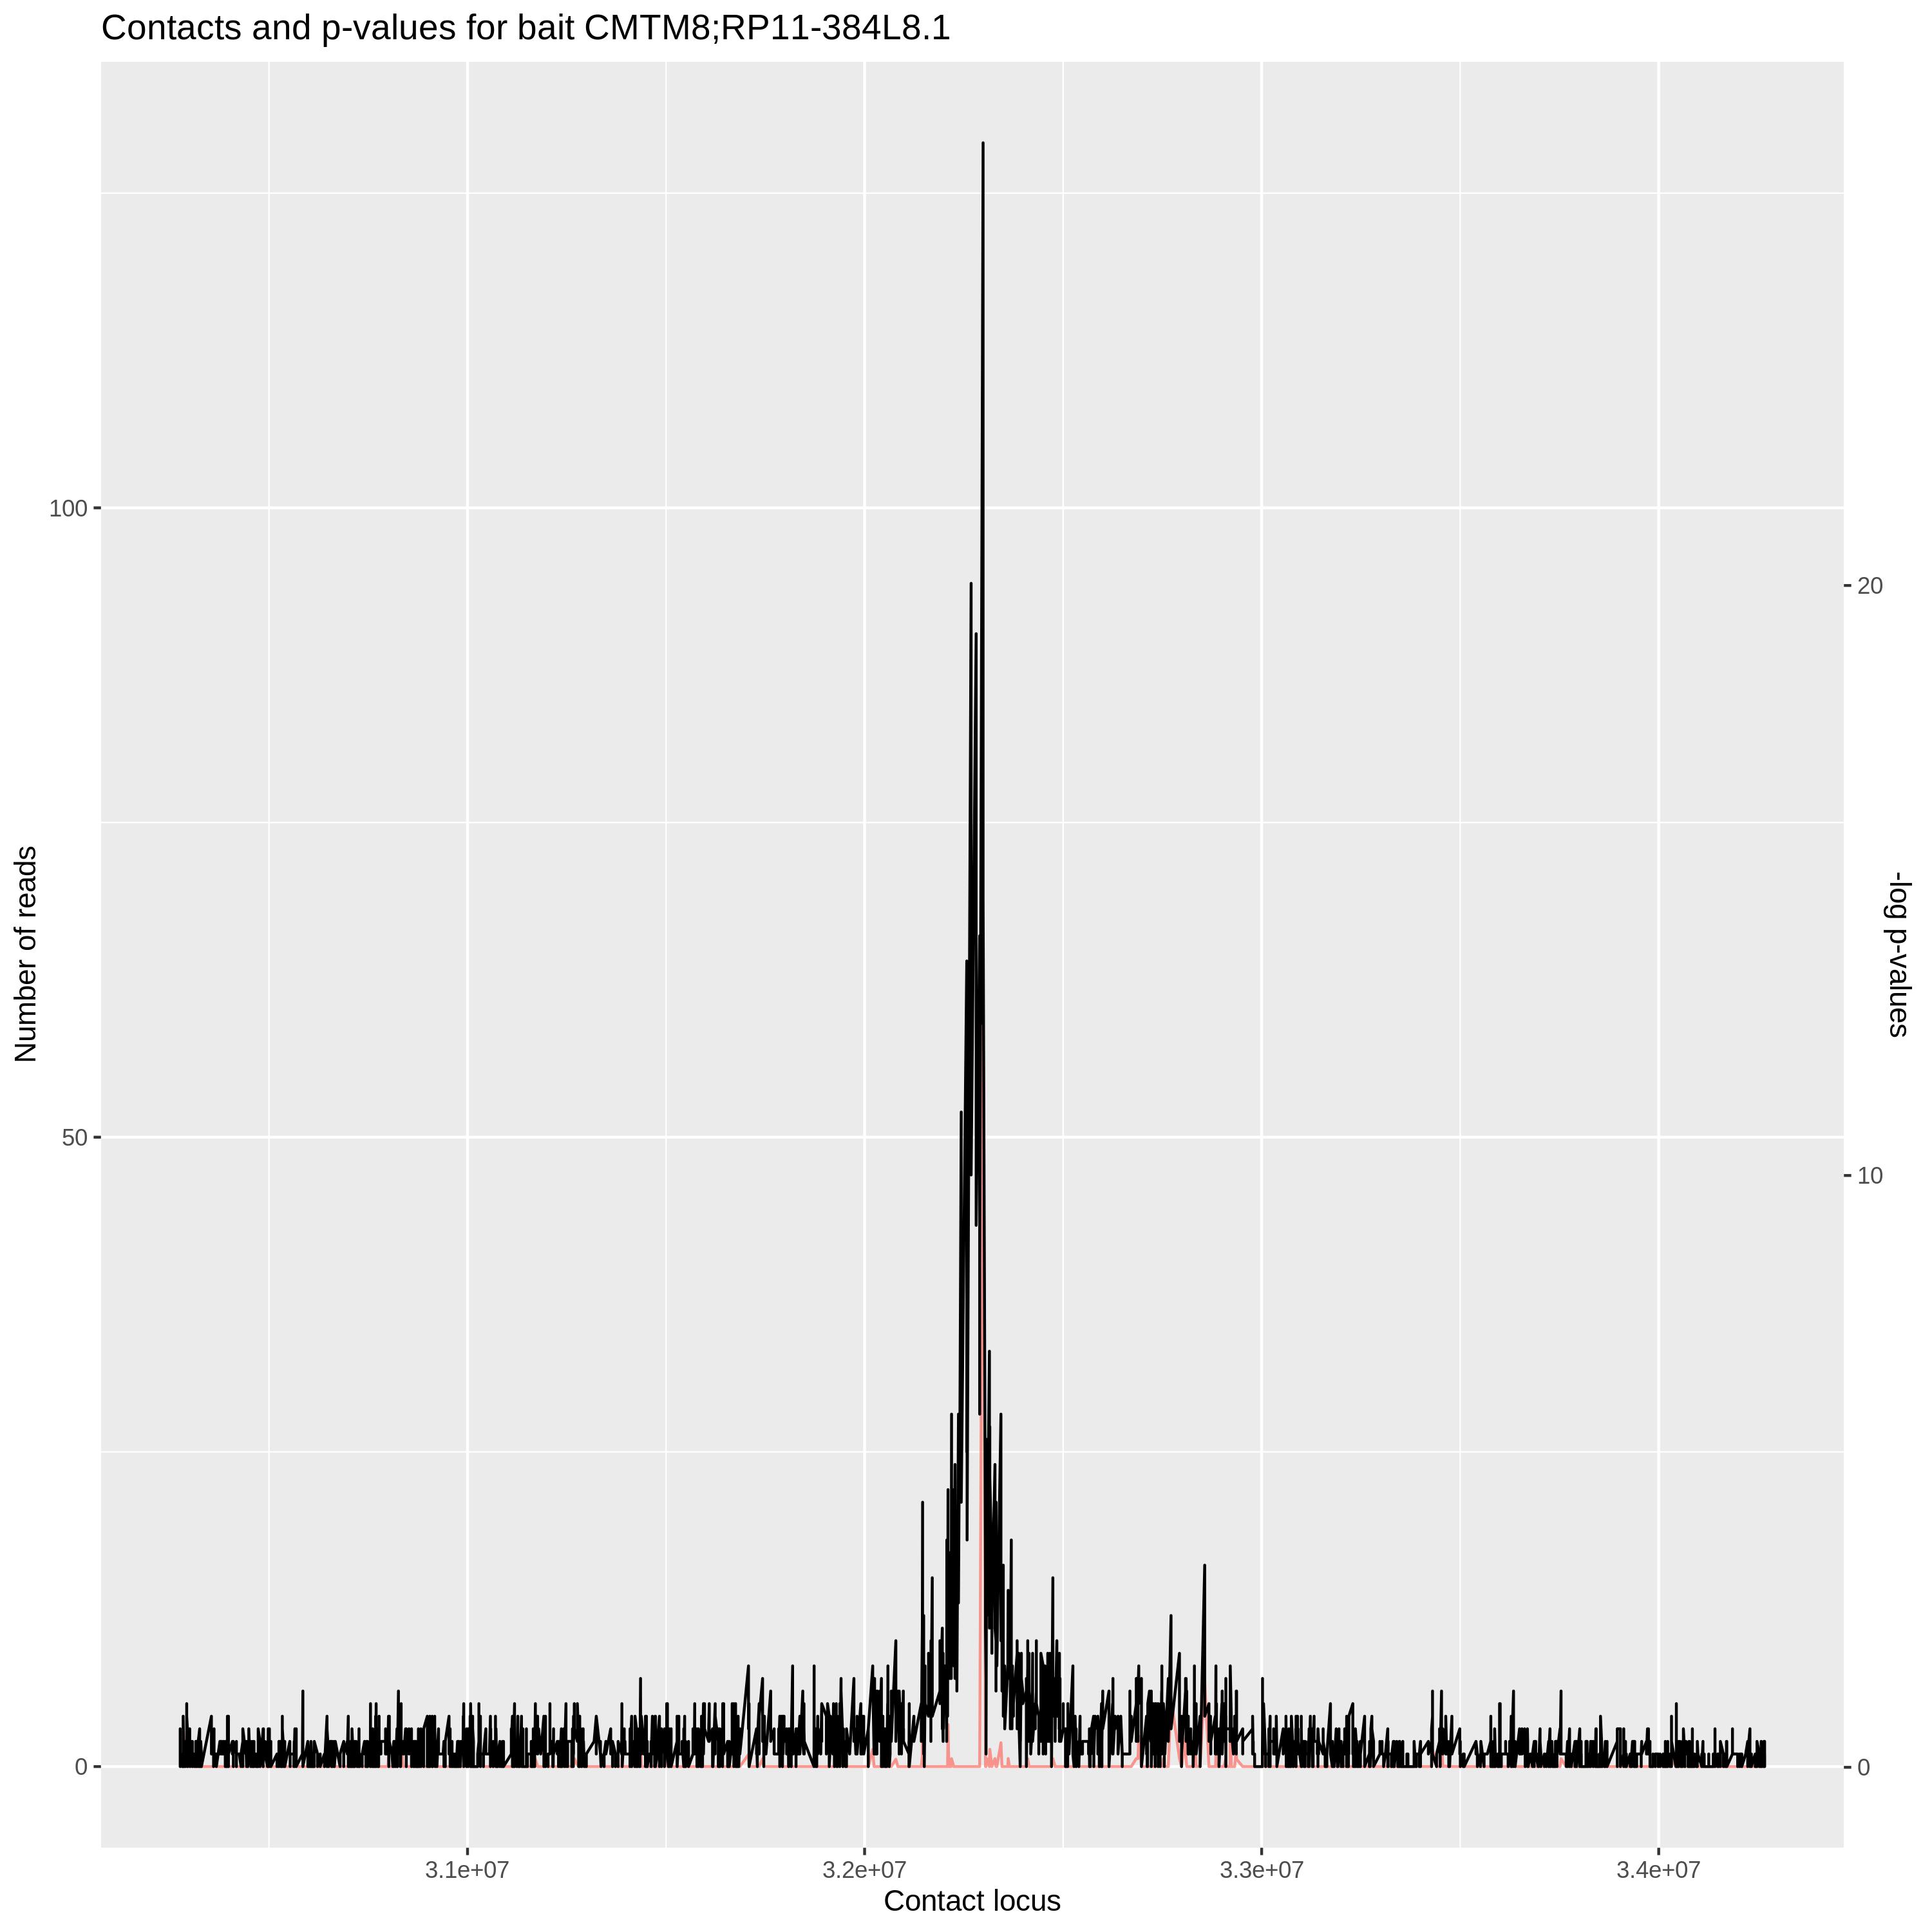 Contacts and p-values for bait CMTM8;RP11-384L8.1
Number of reads
100
50
0
20
10
0
-log p-values
3.1e+07 3.2e+07 3.3e+07 3.4e+07
Contact locus